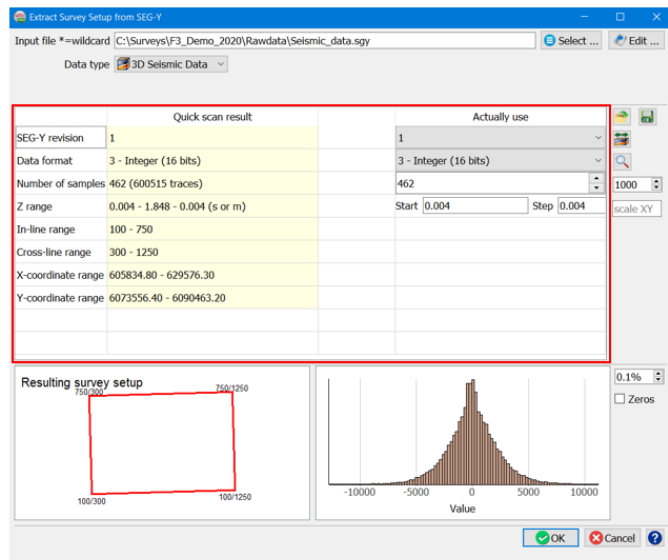 Extract Survey Setup from SEG-Y
Input file *=wildcard C:\Surveys\F3_Demo_2020\Rawdata\Seismic_data.sgy Select ... Edit ...
Data type 3D Seismic Data
Quick scan result Actually use
SEG-Y revision 1 1
Data format 3 - Integer (16 bits) 3 - Integer (16 bits)
Number of samples 462 (600515 traces) 462 1000
Z range 0.004 - 1.848 - 0.004 (s or m) Start 0.004 Step 0.004 scale XY
In-line range 100 - 750
Cross-line range 300 - 1250
X-coordinate range 605834.80 - 629576.30
Y-coordinate range 6073556.40 - 6090463.20
Resulting survey setup 0.1%
750/300 750/1250
Zeros
100/300 100/1250
-10000 -5000 0 5000 10000
Value
OK Cancel ?